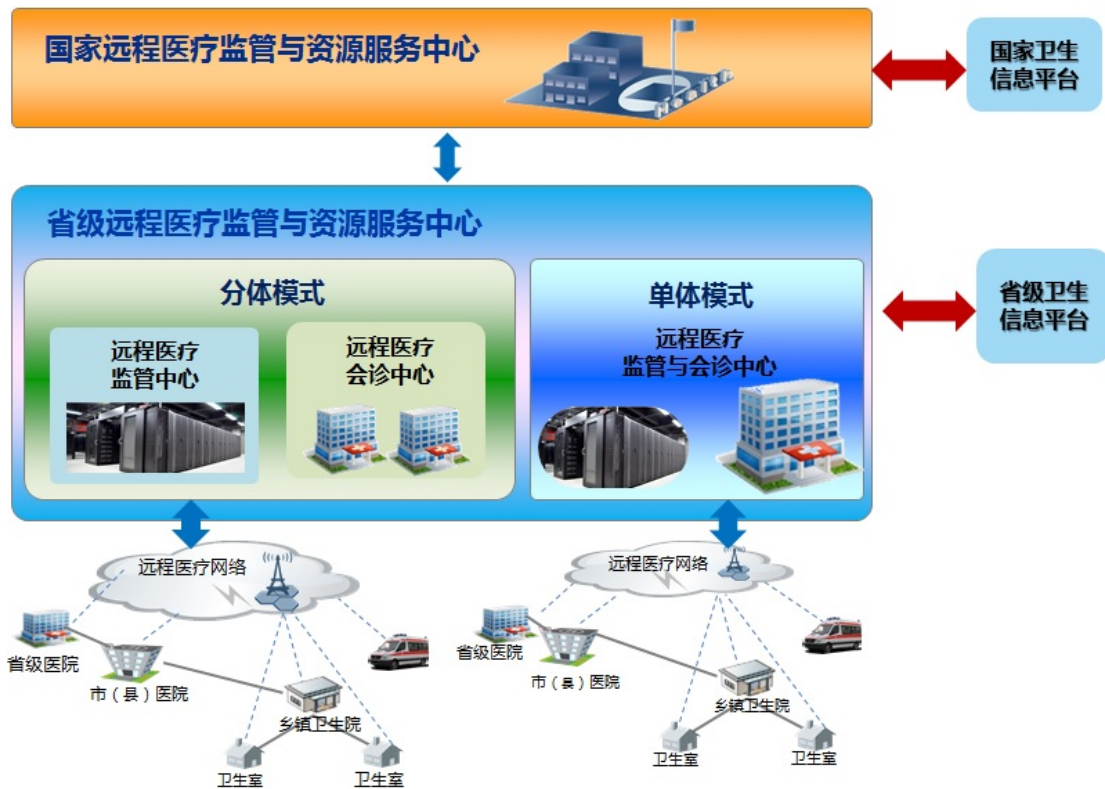 国家远程医疗监管与资源服务中心
国家卫生
信息平台
HOSPITAL
省级远程医疗监管与资源服务中心
分体模式
单体模式
远程医疗
监管中心
远程医疗
会诊中心
远程医疗
监管与会诊中心
省级卫生
信息平台
远程医疗网络
远程医疗网络
省级医院
市（县）医院
乡镇卫生院
卫生室
卫生室
省级医院
市（县）医院
乡镇卫生院
卫生室
卫生室